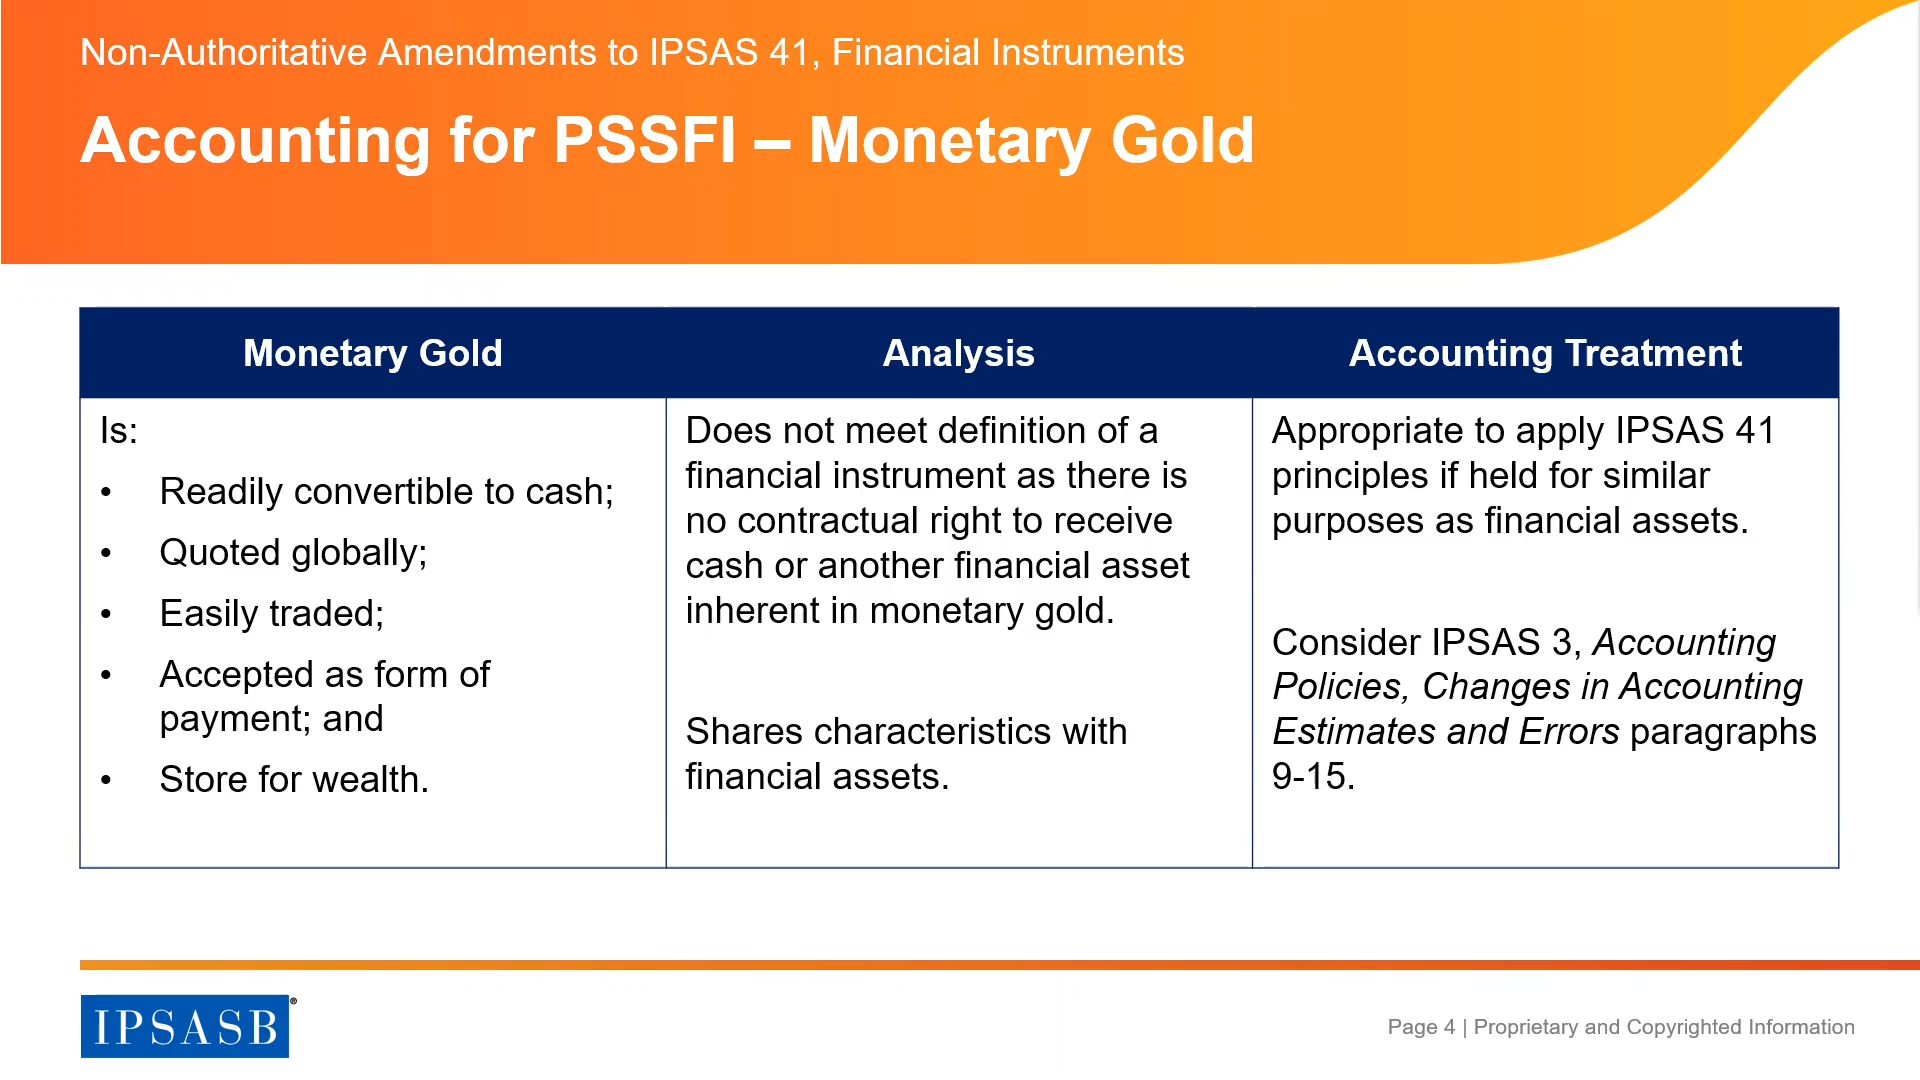 Non-Authoritative Amendments to IPSAS 41, Financial Instruments
Accounting for PSSFI – Monetary Gold
Monetary Gold
Is:
• Readily convertible to cash;
• Quoted globally;
• Easily traded;
• Accepted as form of
payment; and
• Store for wealth.
Analysis
Does not meet definition of a
financial instrument as there is
no contractual right to receive
cash or another financial asset
inherent in monetary gold.
Shares characteristics with
financial assets.
Accounting Treatment
Appropriate to apply IPSAS 41
principles if held for similar
purposes as financial assets.
Consider IPSAS 3, Accounting
Policies, Changes in Accounting
Estimates and Errors paragraphs
9-15.
IPSASB®
Page 4 | Proprietary and Copyrighted Information